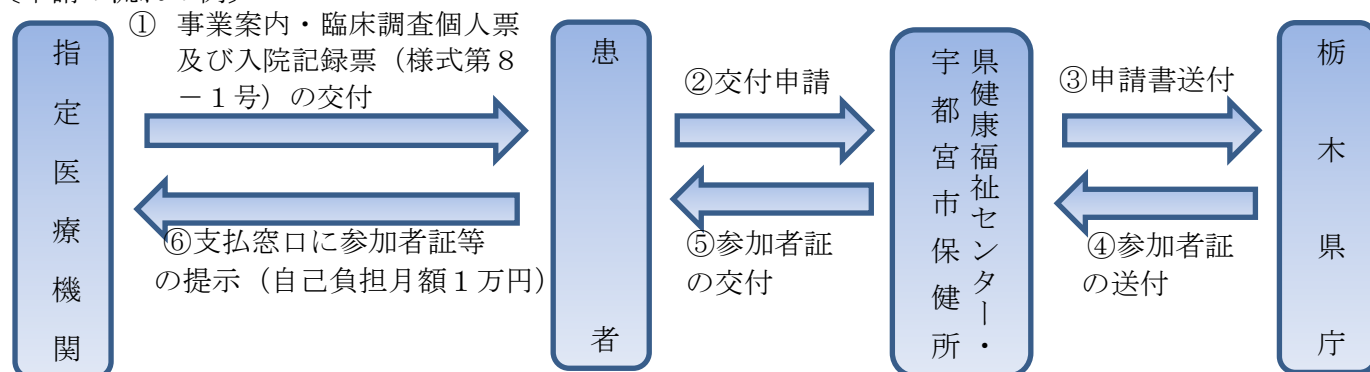 ① 事業案内・臨床調査個人票
及び入院記録票（様式第８
－１号）の交付
指定医療機関
患者
②交付申請
県健康福祉センター・
宇都宮市保健所
③申請書送付
栃木県庁
⑥支払窓口に参加者証等
の提示（自己負担月額１万円）
⑤参加者証
の交付
④参加者証
の送付